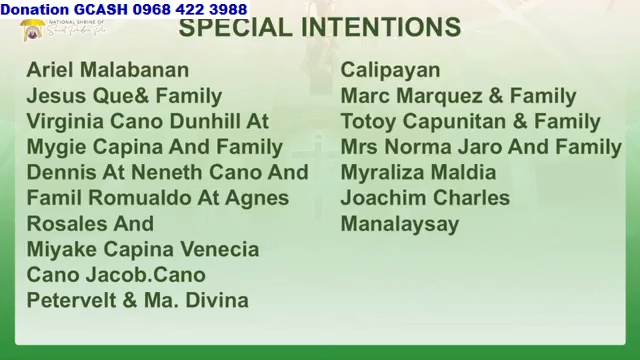 Donation GCASH 0968 422 3988
NATIONAL SHRINE OF
SPECIAL INTENTIONS
Ariel Malabanan
Jesus Que& Family
Virginia Cano Dunhill At
Mygie Capina And Family
Dennis At Neneth Cano And
Famil Romualdo At Agnes
Rosales And
Miyake Capina Venecia
Cano Jacob.Cano
Petervelt & Ma. Divina
Calipayan
Marc Marquez & Family
Totoy Capunitan & Family
Mrs Norma Jaro And Family
Myraliza Maldia
Joachim Charles
Manalaysay